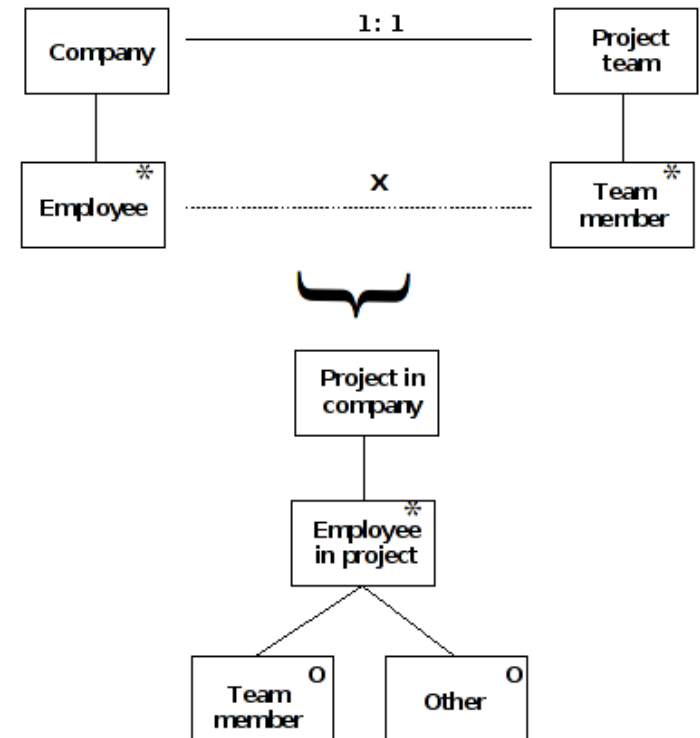 Company
1: 1
Project
team
*
Employee
x
*
Team
member
Project in
company
*
Employee
in project
O
Team
member
O
Other